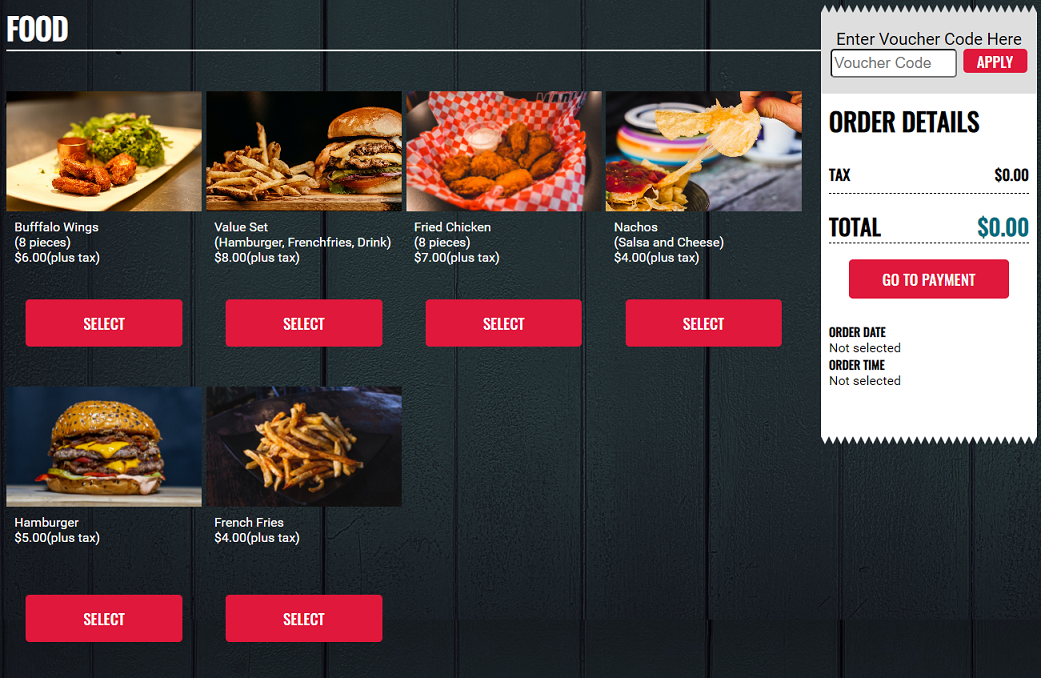 FOOD
Bufffalo Wings
(8 pieces)
$6.00(plus tax)
SELECT
Value Set
(Hamburger, Frenchfries, Drink)
$8.00(plus tax)
SELECT
Fried Chicken
(8 pieces)
$7.00(plus tax)
SELECT
Nachos
(Salsa and Cheese)
$4.00(plus tax)
SELECT
Hamburger
$5.00(plus tax)
SELECT
French Fries
$4.00(plus tax)
SELECT
Enter Voucher Code Here
Voucher Code APPLY
ORDER DETAILS
TAX $0.00
TOTAL $0.00
GO TO PAYMENT
ORDER DATE
Not selected
ORDER TIME
Not selected